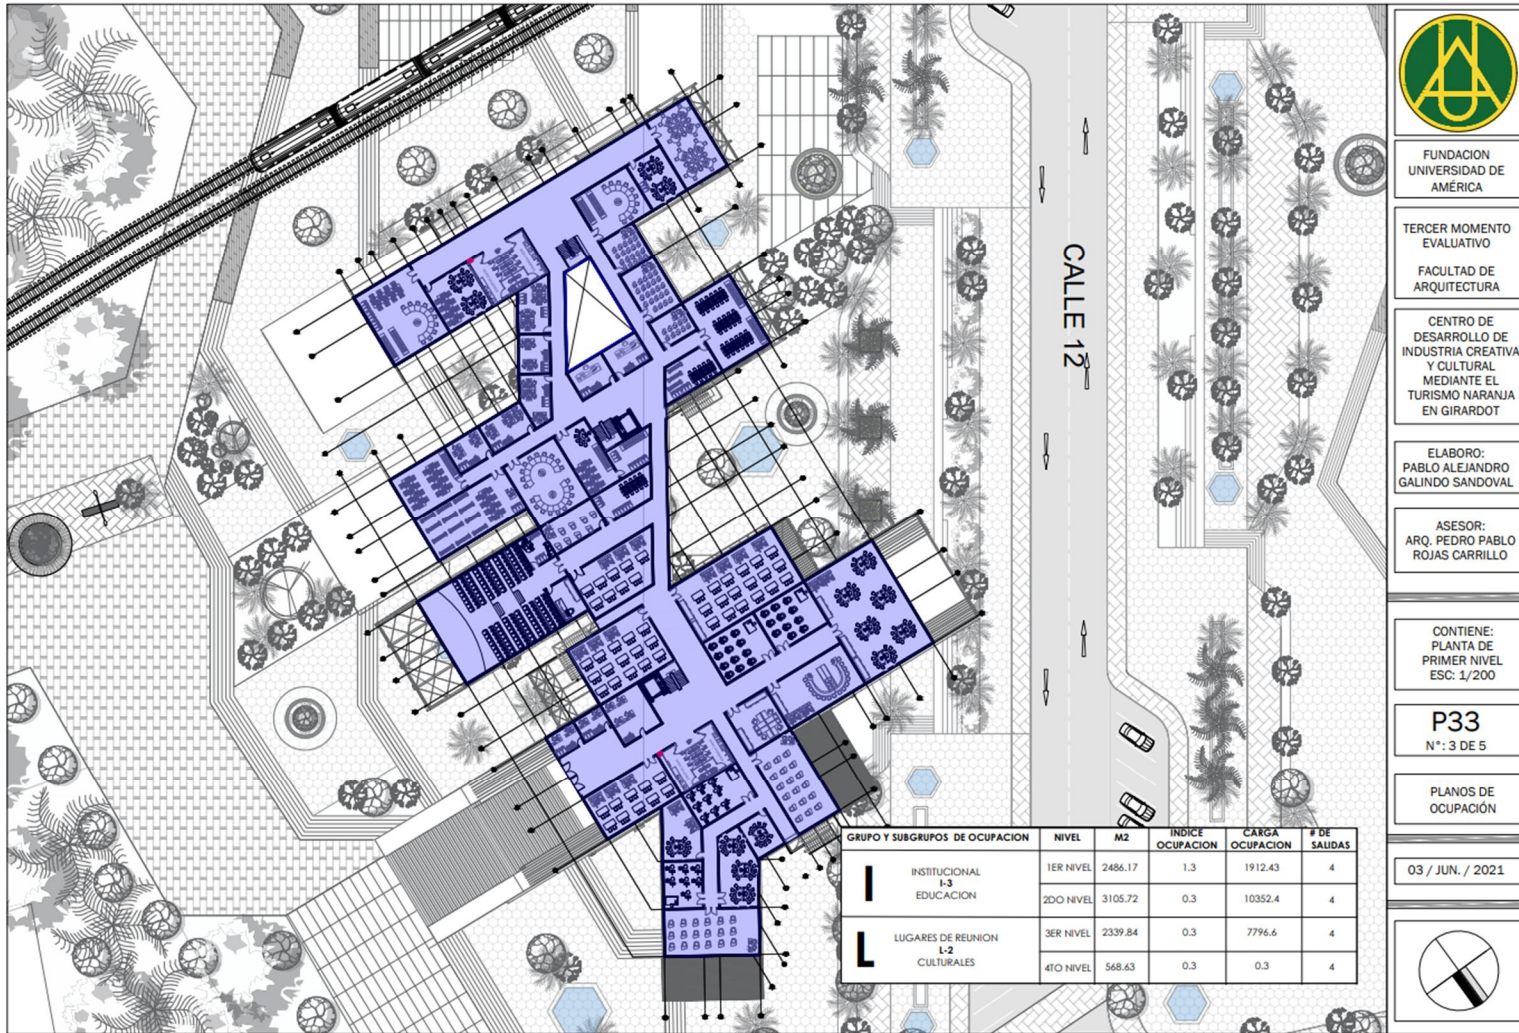 CALLE 12
FUNDACION
UNIVERSIDAD DE
AMÉRICA
TERCER MOMENTO
EVALUATIVO
FACULTAD DE
ARQUITECTURA
CENTRO DE
DESARROLLO DE
INDUSTRIA CREATIVA
Y CULTURAL
MEDIANTE EL
TURISMO NARANJA
EN GIRARDOT
ELABORO:
PABLO ALEJANDRO
GALINDO SANDOVAL
ASESOR:
ARQ. PEDRO PABLO
ROJAS CARRILLO
CONTIENE:
PLANTA DE
PRIMER NIVEL
ESC: 1/200
P33
N°: 3 DE 5
PLANOS DE
OCUPACIÓN
03 / JUN. / 2021
GRUPO Y SUBGRUPOS DE OCUPACION NIVEL M2 INDICE OCUPACION CARGA OCUPACION # DE SALIDAS
I INSTITUCIONAL I-3 EDUCACION
1ER NIVEL 2486.17 1.3 1912.43 4
2DO NIVEL 3105.72 0.3 10352.4 4
L LUGARES DE REUNION L-2 CULTURALES
3ER NIVEL 2339.84 0.3 7796.6 4
4TO NIVEL 568.63 0.3 0.3 4